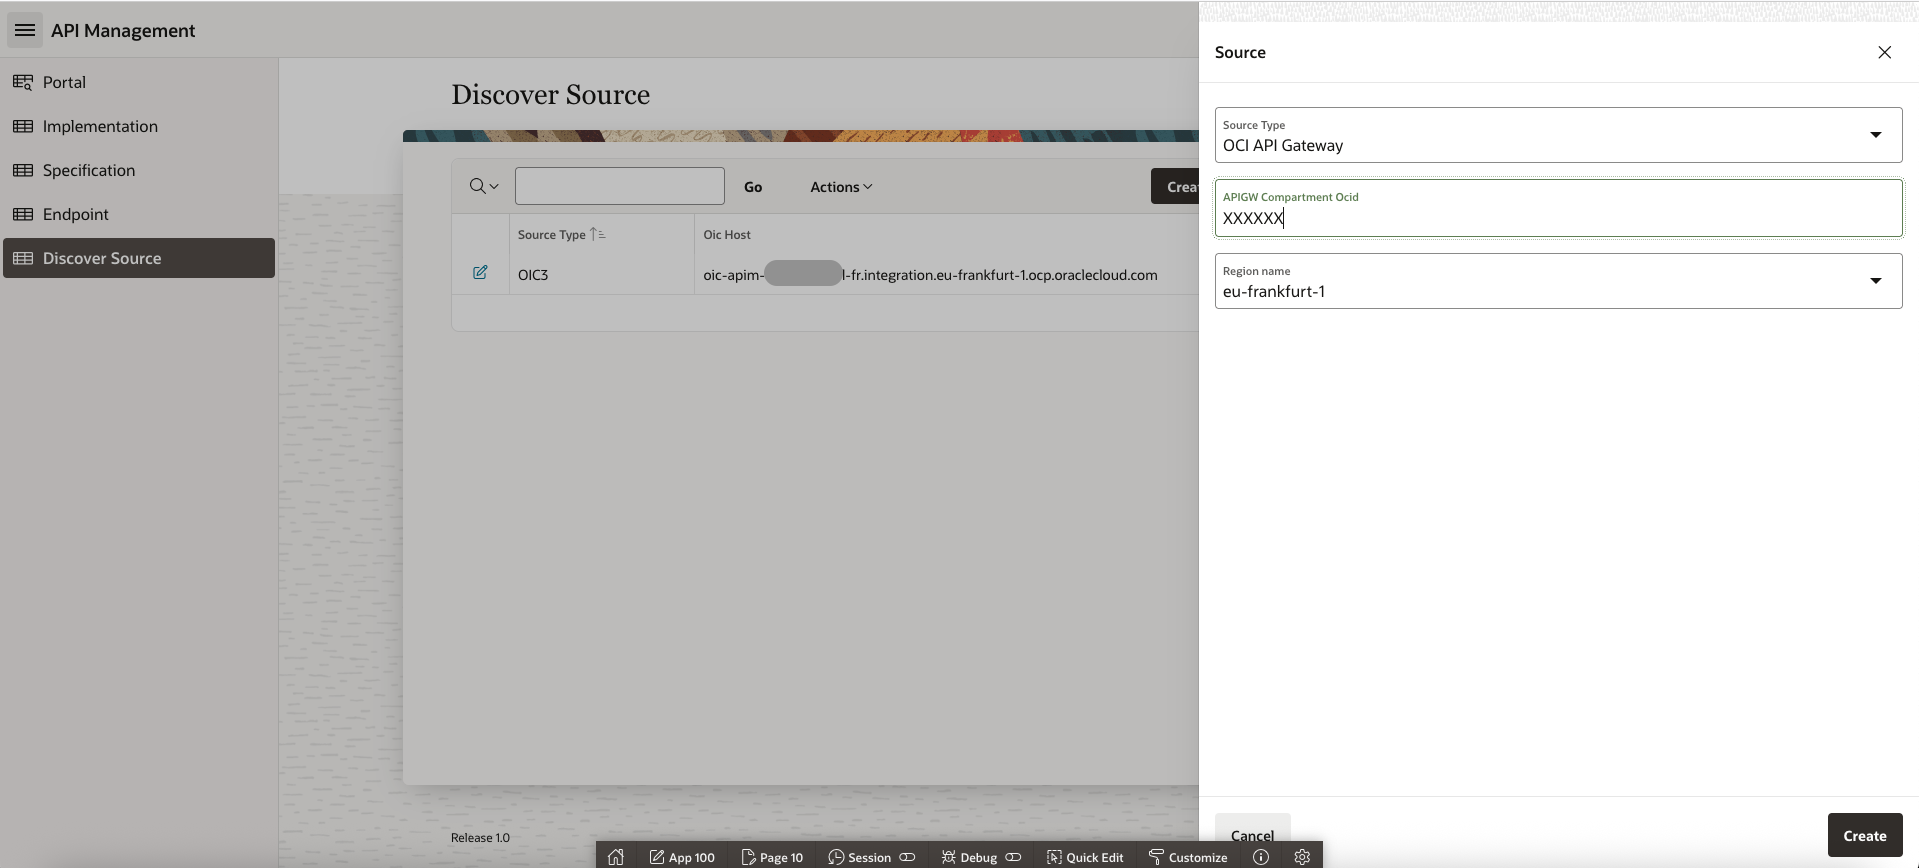 API Management
Portal
Implementation
Specification
Endpoint
Discover Source
Discover Source
Go
Actions
Crea
Source Type
Oic Host
OIC3
oic-apim-
l-fr.integration.eu-frankfurt-1.ocp.oraclecloud.com
Release 1.0
Source
Source Type
OCI API Gateway
APIGW Compartment Ocid
XXXXXX
Region name
eu-frankfurt-1
Cancel
Create
App 100
Page 10
Session
Debug
Quick Edit
Customize